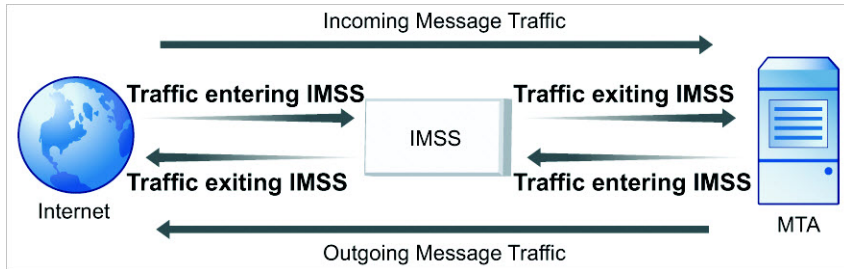 Incoming Message Traffic
Traffic entering IMSS
Traffic exiting IMSS
IMSS
Traffic exiting IMSS
Traffic entering IMSS
Internet
MTA
Outgoing Message Traffic